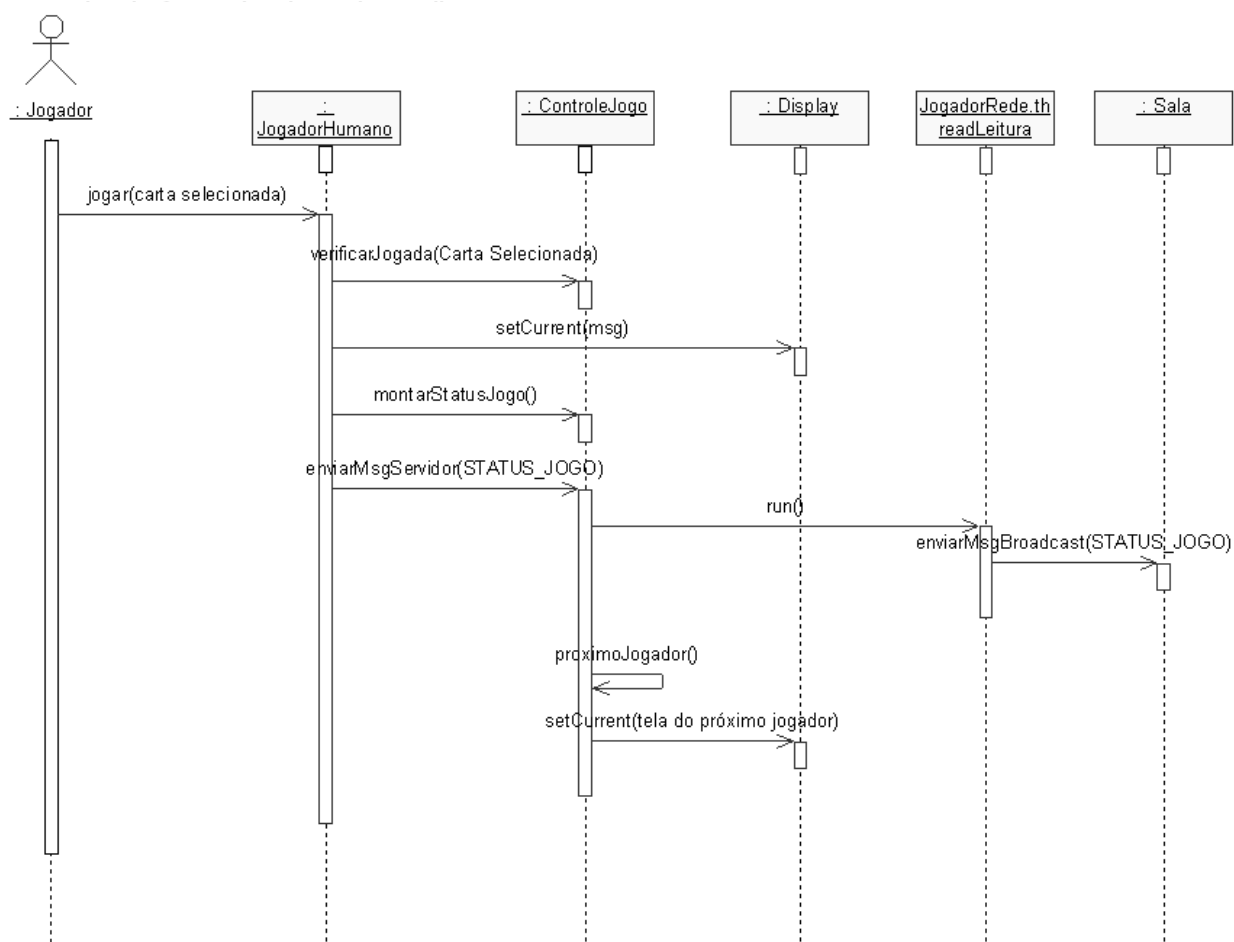 : Jogador
:
JogadorHumano
: ControleJogo
: Display
JogadorRede.th
readLeitura
: Sala
jogar(carta selecionada)
verificarJogada(Carta Selecionada)
setCurrent(msg)
montarStatusJogo()
enviarMsgServidor(STATUS_JOGO)
run()
enviarMsgBroadcast(STATUS_JOGO)
proximoJogador()
setCurrent(tela do próximo jogador)